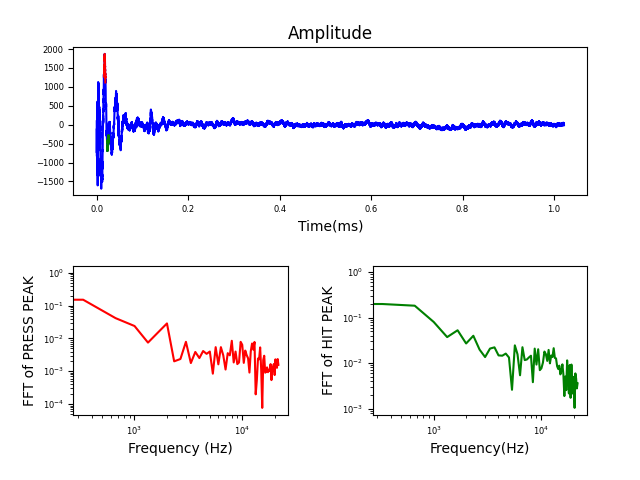 Amplitude
2000
1500
1000
500
0
−500
−1000
−1500
0.0 0.2 0.4 0.6 0.8 1.0
Time(ms)
FFT of PRESS PEAK
10⁰
10⁻¹
10⁻²
10⁻³
10⁻⁴
10³ 10⁴
Frequency (Hz)
FFT of HIT PEAK
10⁰
10⁻¹
10⁻²
10⁻³
10³ 10⁴
Frequency(Hz)